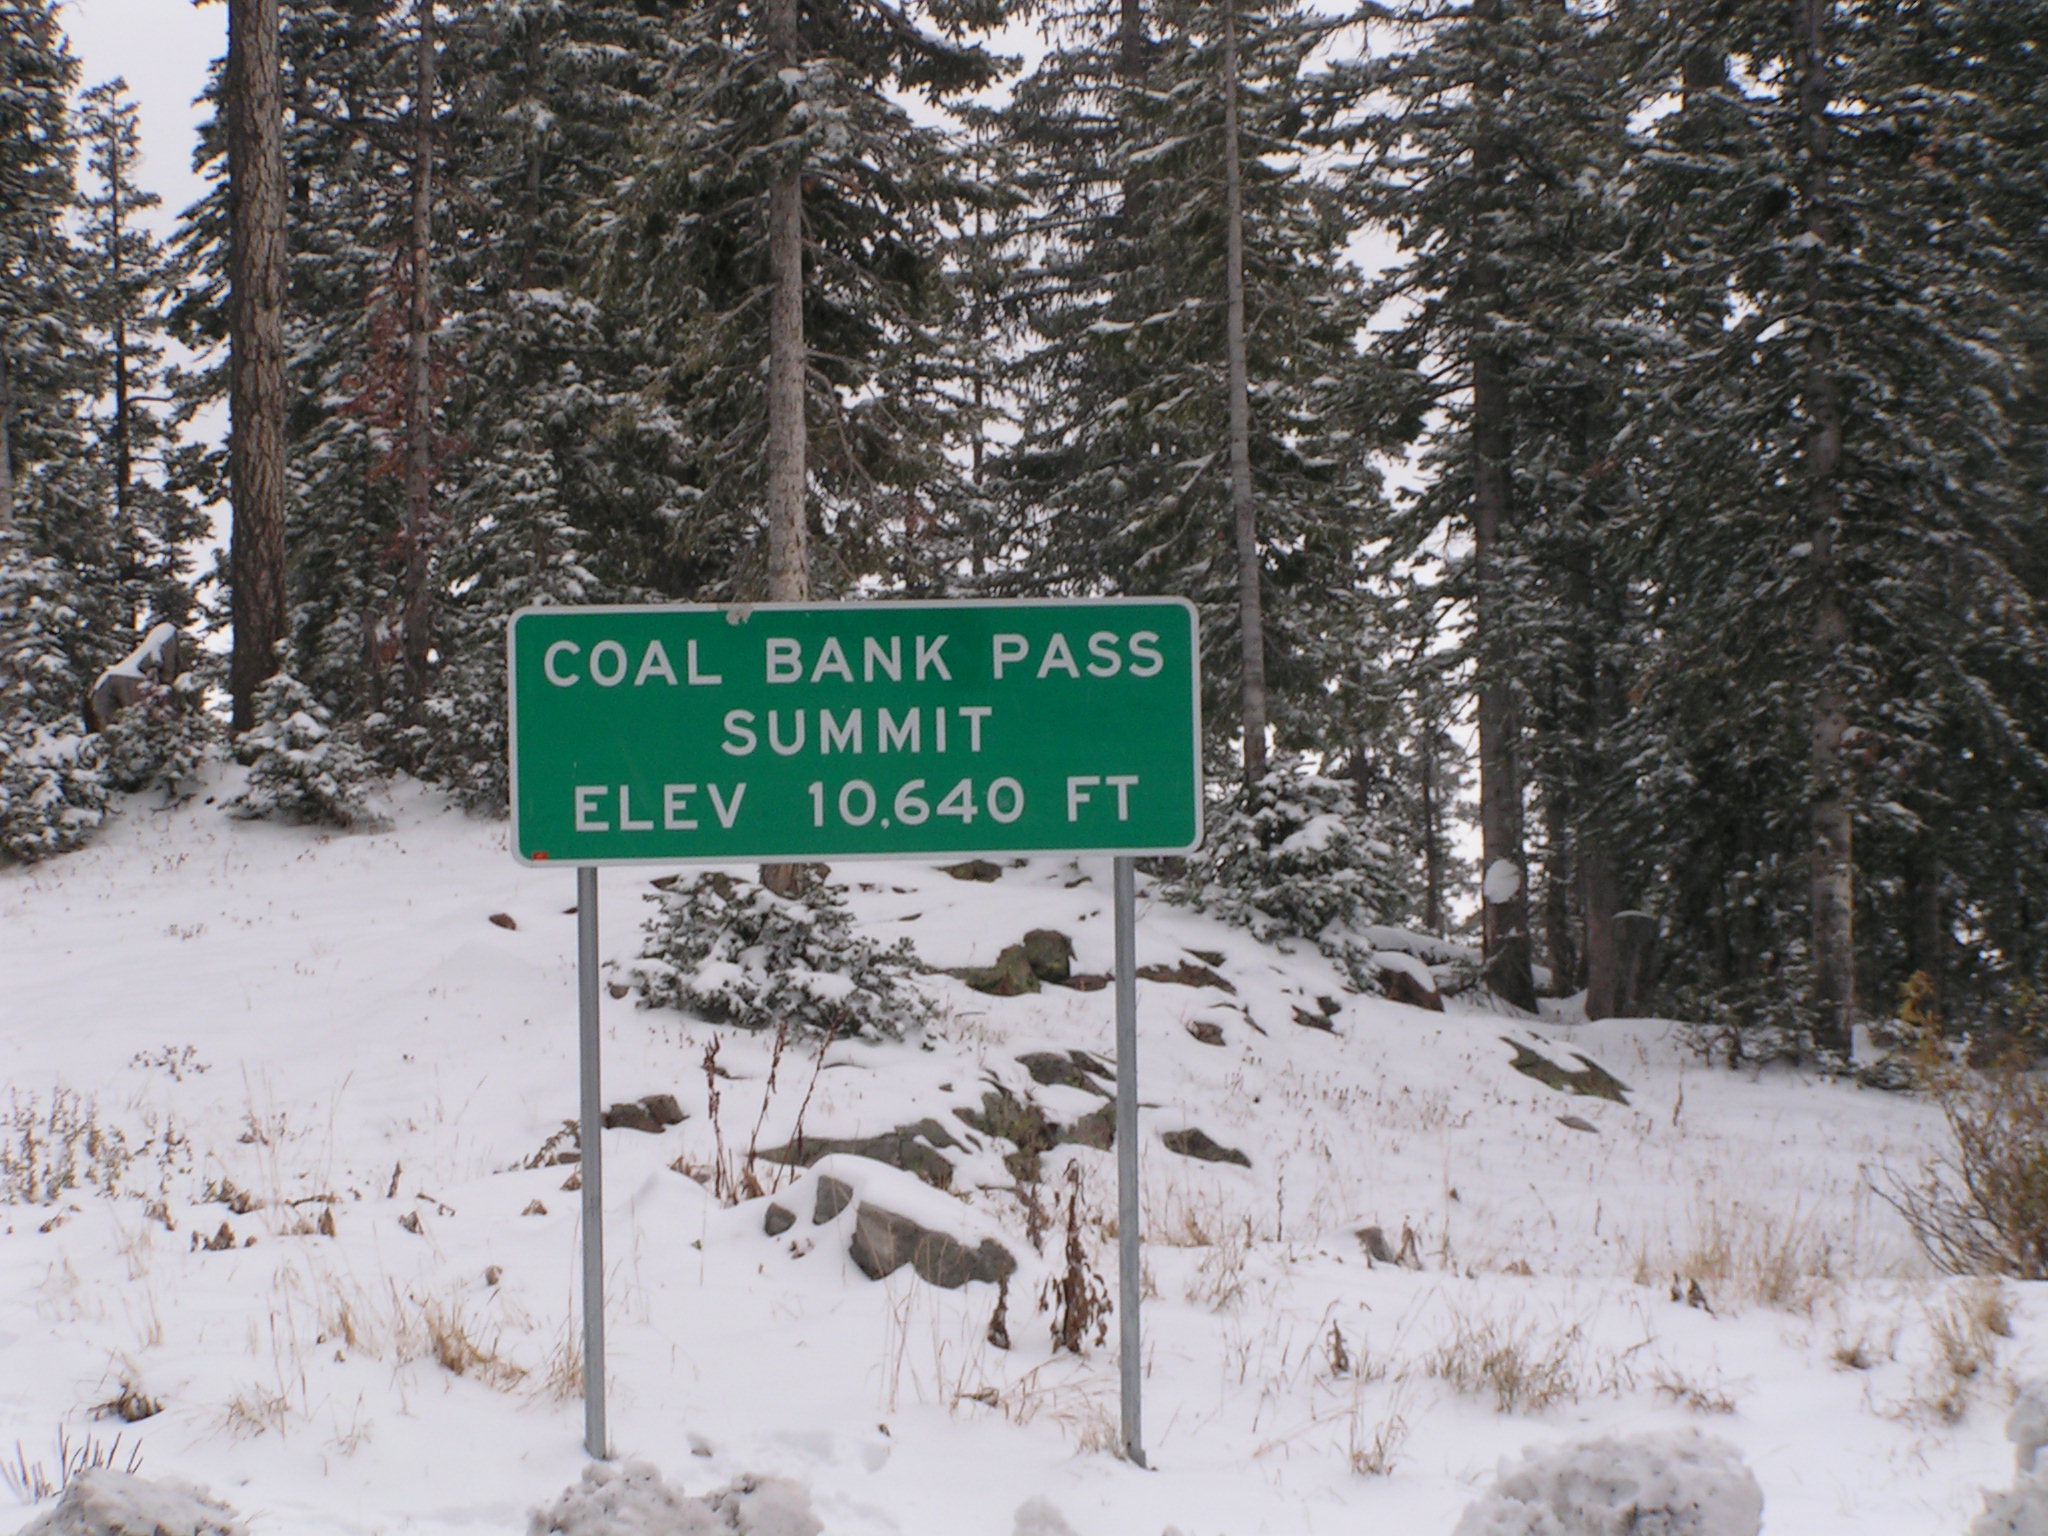 COAL BANK PASS
SUMMIT
ELEV 10,640 FT